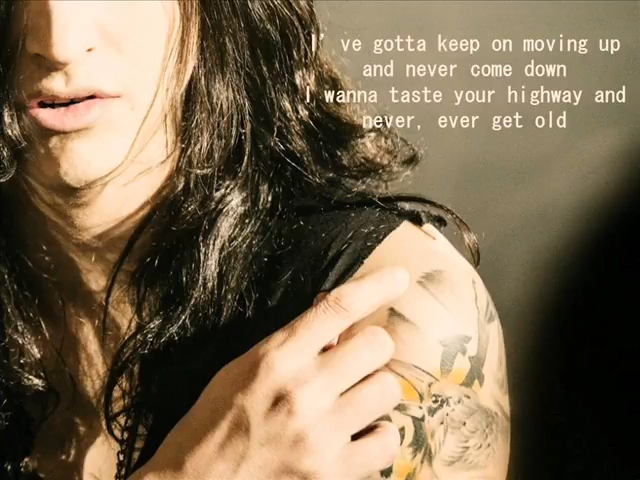 I've gotta keep on moving up
and never come down
I wanna taste your highway and
never, ever get old